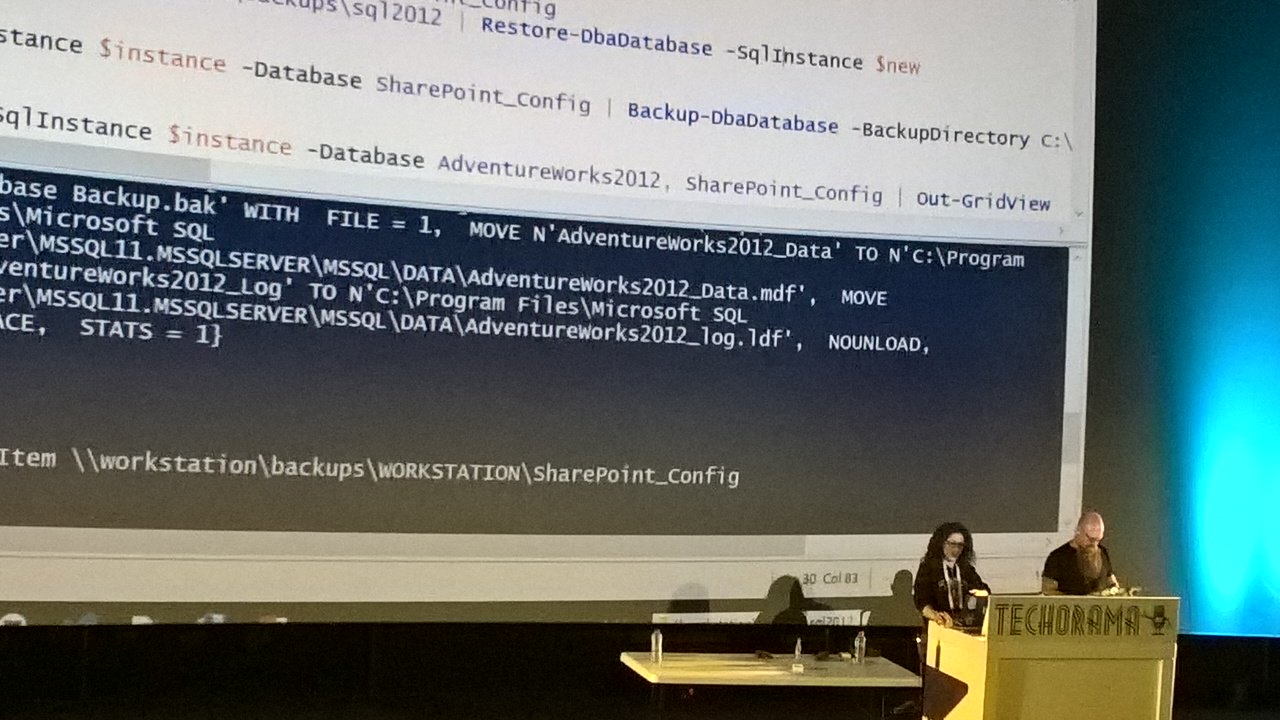 _Config
backups\sql2012 | Restore-DbaDatabase -SqlInstance $new
stance $instance -Database SharePoint_Config | Backup-DbaDatabase -BackupDirectory C:\
SqlInstance $instance -Database AdventureWorks2012, SharePoint_Config | Out-GridView
base Backup.bak' WITH FILE = 1, MOVE N'AdventureWorks2012_Data' TO N'C:\Program
s\Microsoft SQL
er\MSSQL11.MSSQLSERVER\MSSQL\DATA\AdventureWorks2012_Data.mdf', MOVE
ventureWorks2012_Log' TO N'C:\Program Files\Microsoft SQL
er\MSSQL11.MSSQLSERVER\MSSQL\DATA\AdventureWorks2012_log.ldf', NOUNLOAD,
ACE, STATS = 1}
Item \\workstation\backups\WORKSTATION\SharePoint_Config
30 Col 83
TECHORAMA